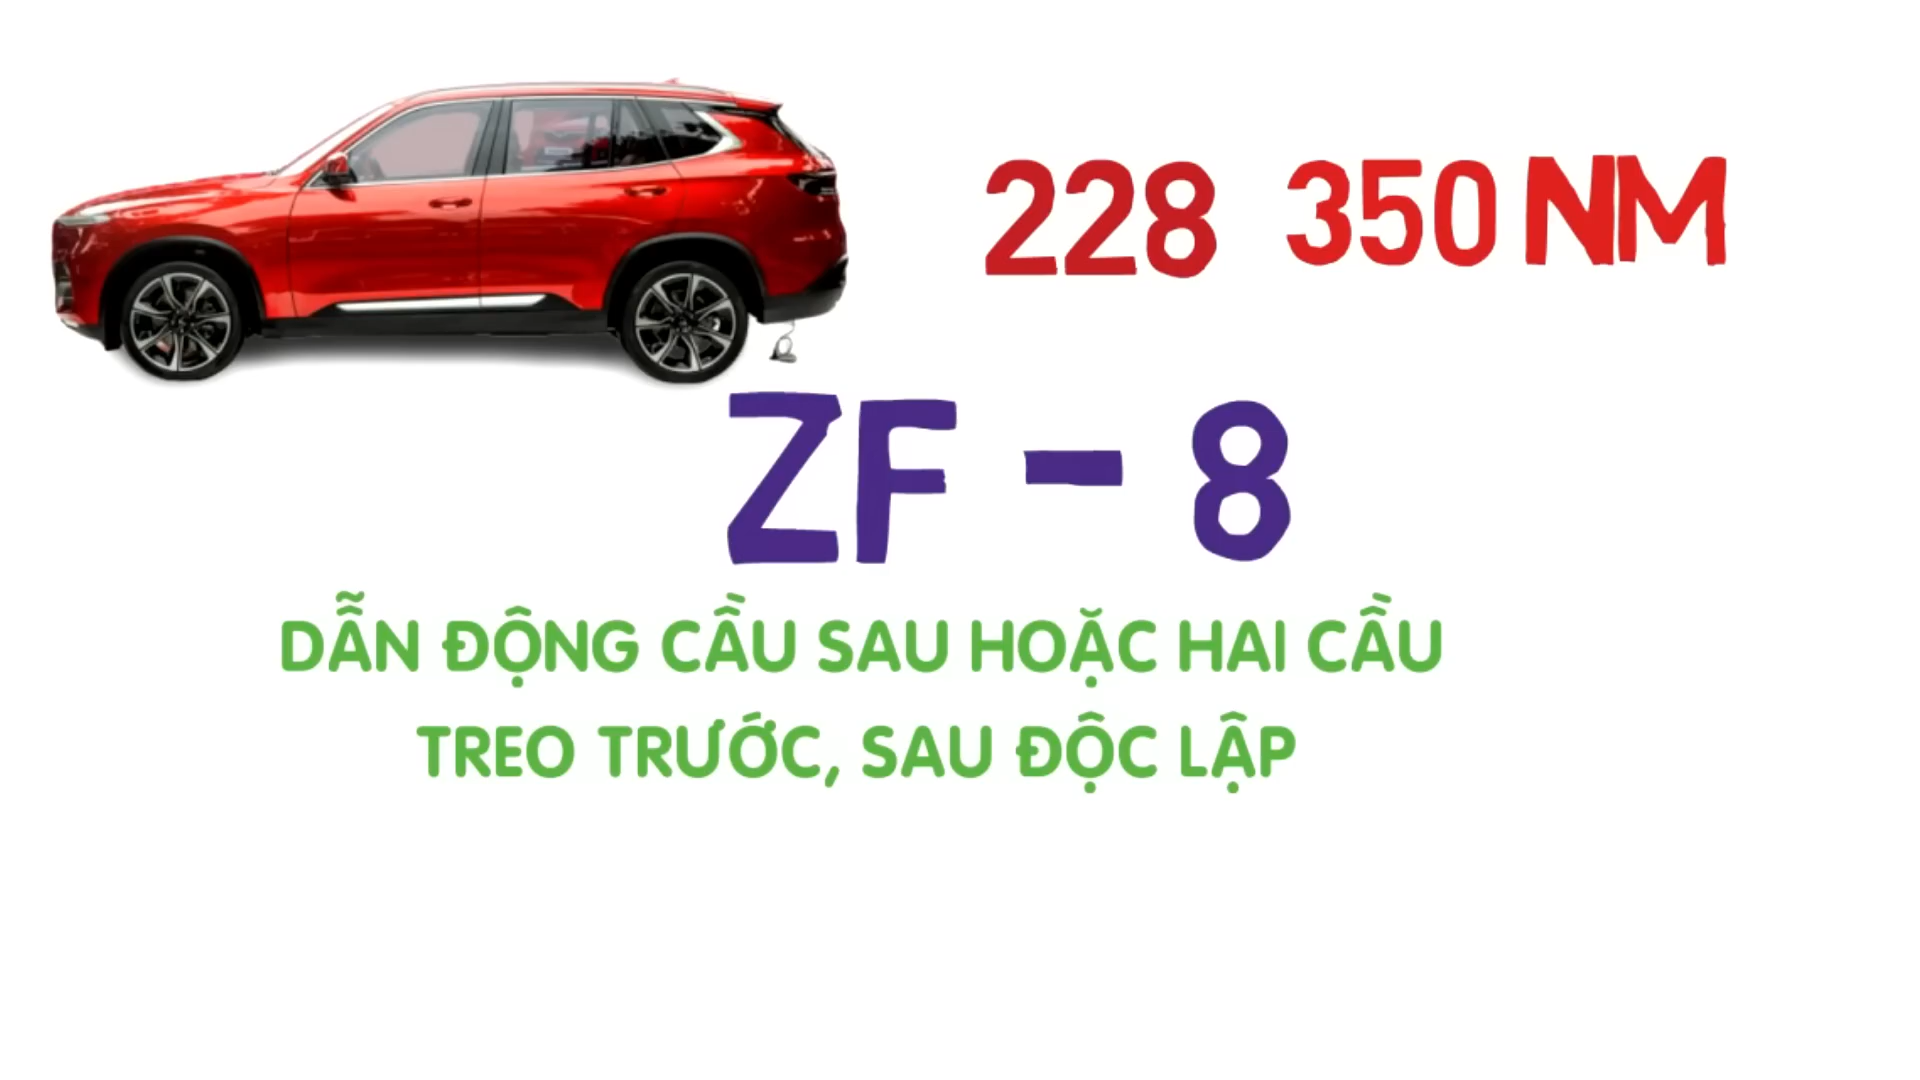 228 350 NM
ZF - 8
DẪN ĐỘNG CẦU SAU HOẶC HAI CẦU
TREO TRƯỚC, SAU ĐỘC LẬP